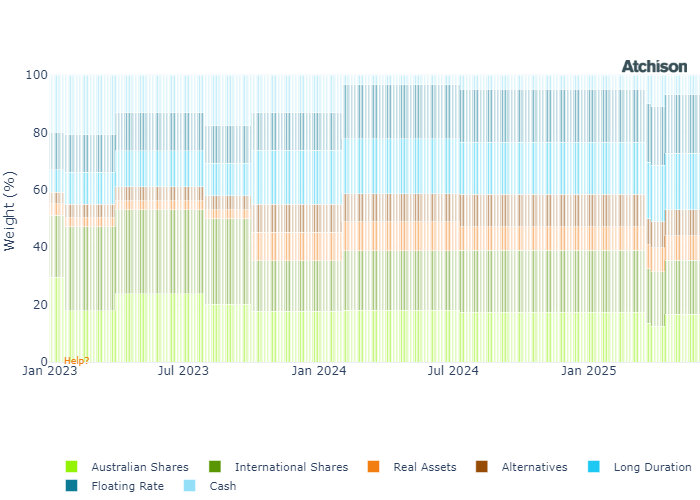 Atchison
100
80
60
40
20
0
Weight (%)
Help?
Jan 2023 Jul 2023 Jan 2024 Jul 2024 Jan 2025
Australian Shares International Shares Real Assets Alternatives Long Duration
Floating Rate Cash